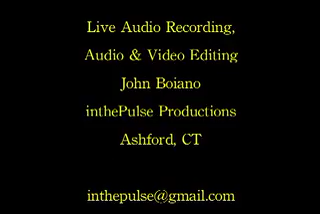 Live Audio Recording,
Audio & Video Editing
John Boiano
inthePulse Productions
Ashford, CT
inthepulse@gmail.com